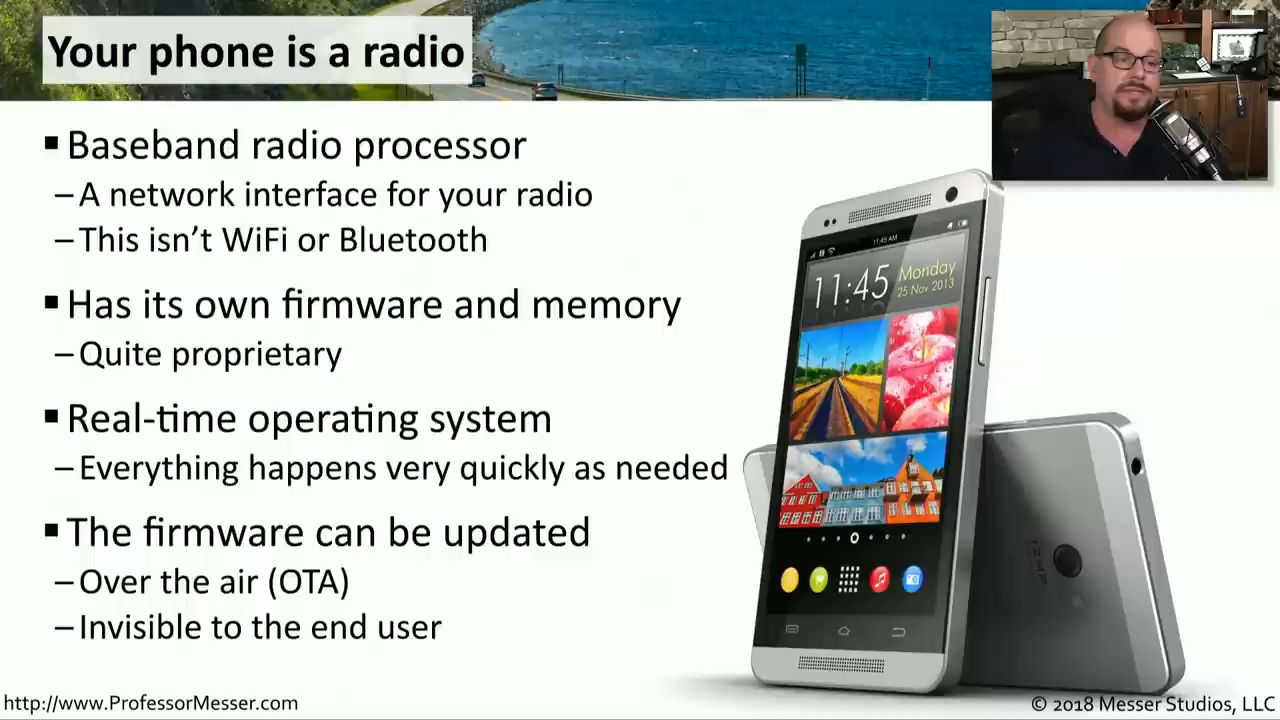 Your phone is a radio
▪ Baseband radio processor
– A network interface for your radio
– This isn't WiFi or Bluetooth
▪ Has its own firmware and memory
– Quite proprietary
▪ Real-time operating system
– Everything happens very quickly as needed
▪ The firmware can be updated
– Over the air (OTA)
– Invisible to the end user
11:45 AM
11:45
Monday
25 Nov 2013
http://www.ProfessorMesser.com
© 2018 Messer Studios, LLC